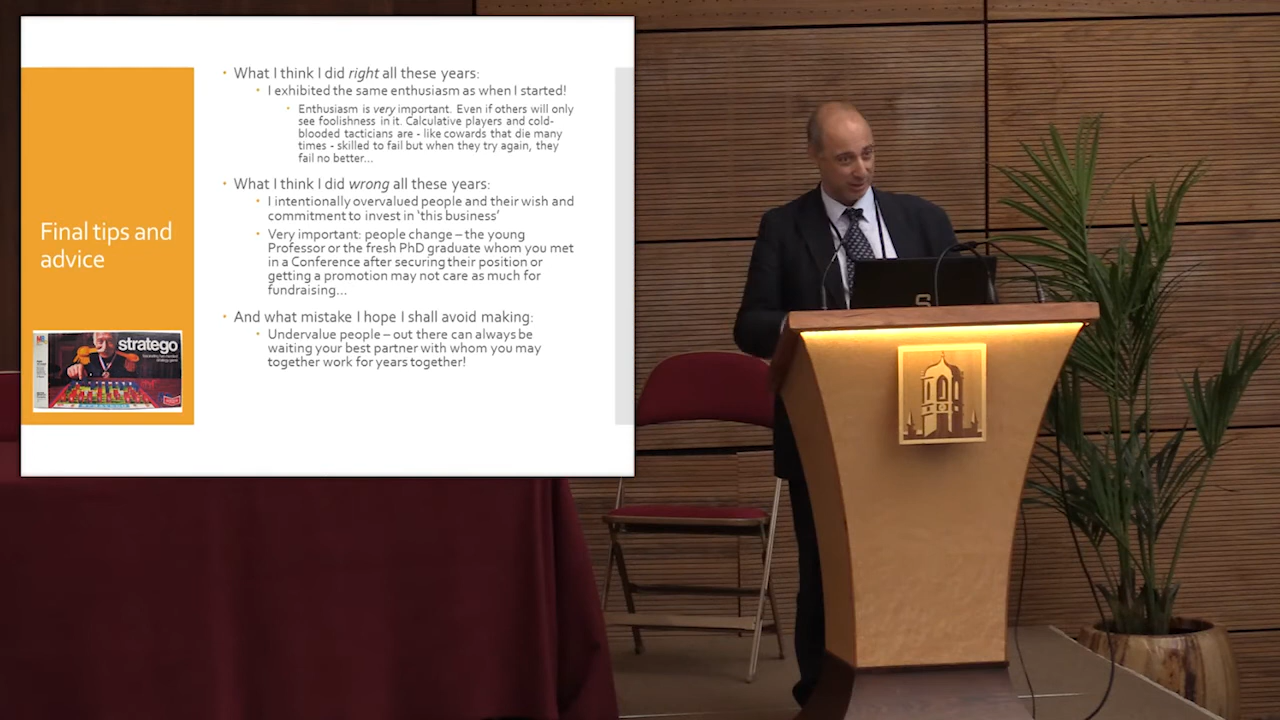 Final tips and
advice
stratego
• What I think I did right all these years:
• I exhibited the same enthusiasm as when I started!
• Enthusiasm is very important. Even if others will only
see foolishness in it. Calculative players and cold-
blooded tacticians are - like cowards that die many
times - skilled to fail but when they try again, they
fail no better...
• What I think I did wrong all these years:
• I intentionally overvalued people and their wish and
commitment to invest in ‘this business’
• Very important: people change – the young
Professor or the fresh PhD graduate whom you met
in a Conference after securing their position or
getting a promotion may not care as much for
fundraising...
• And what mistake I hope I shall avoid making:
• Undervalue people – out there can always be
waiting your best partner with whom you may
together work for years together!